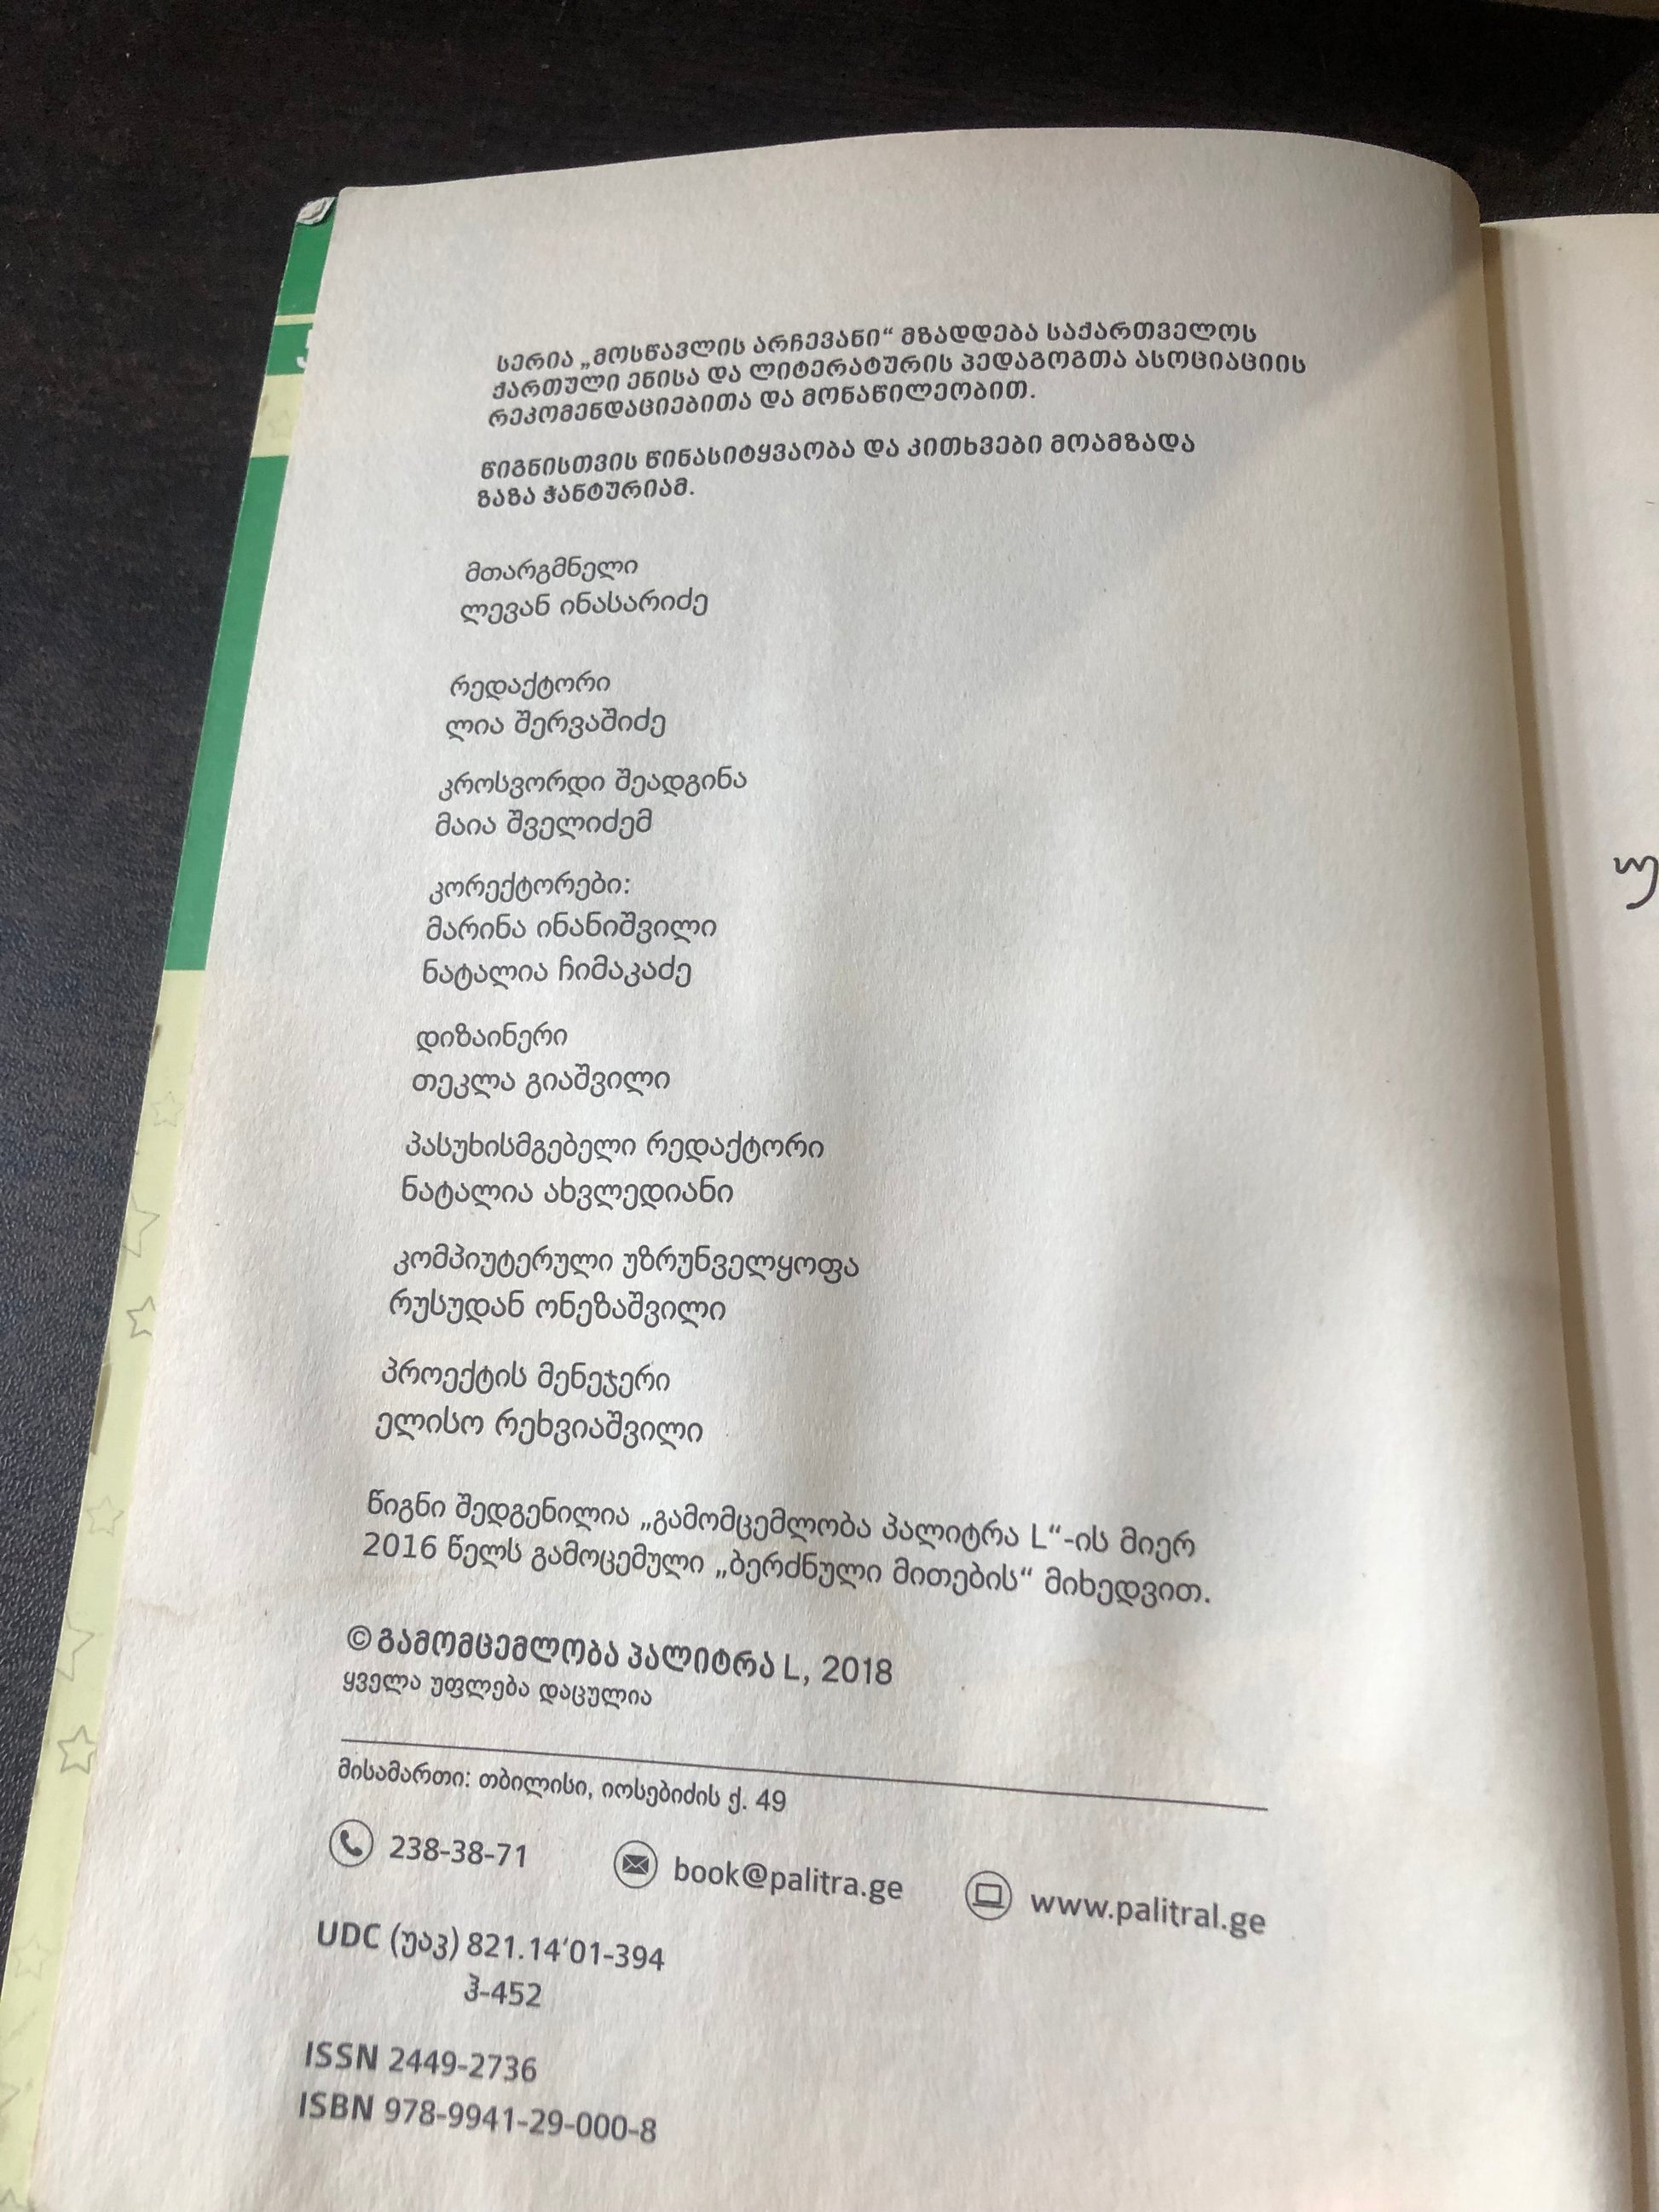 სერია „მოსწავლის არჩევანი“ მზადდება საქართველოს
ქართული ენისა და ლიტერატურის პედაგოგთა ასოციაციის
რეკომენდაციებითა და მონაწილეობით.
წიგნისთვის წინასიტყვაობა და კითხვები მოამზადა
ზაზა ჭანტურიამ.
მთარგმნელი
ლევან ინასარიძე
რედაქტორი
ლია შერვაშიძე
კროსვორდი შეადგინა
მაია შველიძემ
კორექტორები:
მარინა ინანიშვილი
ნატალია ჩიმაკაძე
დიზაინერი
თეკლა გიაშვილი
პასუხისმგებელი რედაქტორი
ნატალია ახვლედიანი
კომპიუტერული უზრუნველყოფა
რუსუდან ონეზაშვილი
პროექტის მენეჯერი
ელისო რეხვიაშვილი
წიგნი შედგენილია „გამომცემლობა პალიტრა L“-ის მიერ
2016 წელს გამოცემული „ბერძნული მითების“ მიხედვით.
© გამომცემლობა პალიტრა L, 2018
ყველა უფლება დაცულია
მისამართი: თბილისი, იოსებიძის ქ. 49
238-38-71 book@palitra.ge www.palitral.ge
UDC (უაკ) 821.14‘01-394
ჰ-452
ISSN 2449-2736
ISBN 978-9941-29-000-8